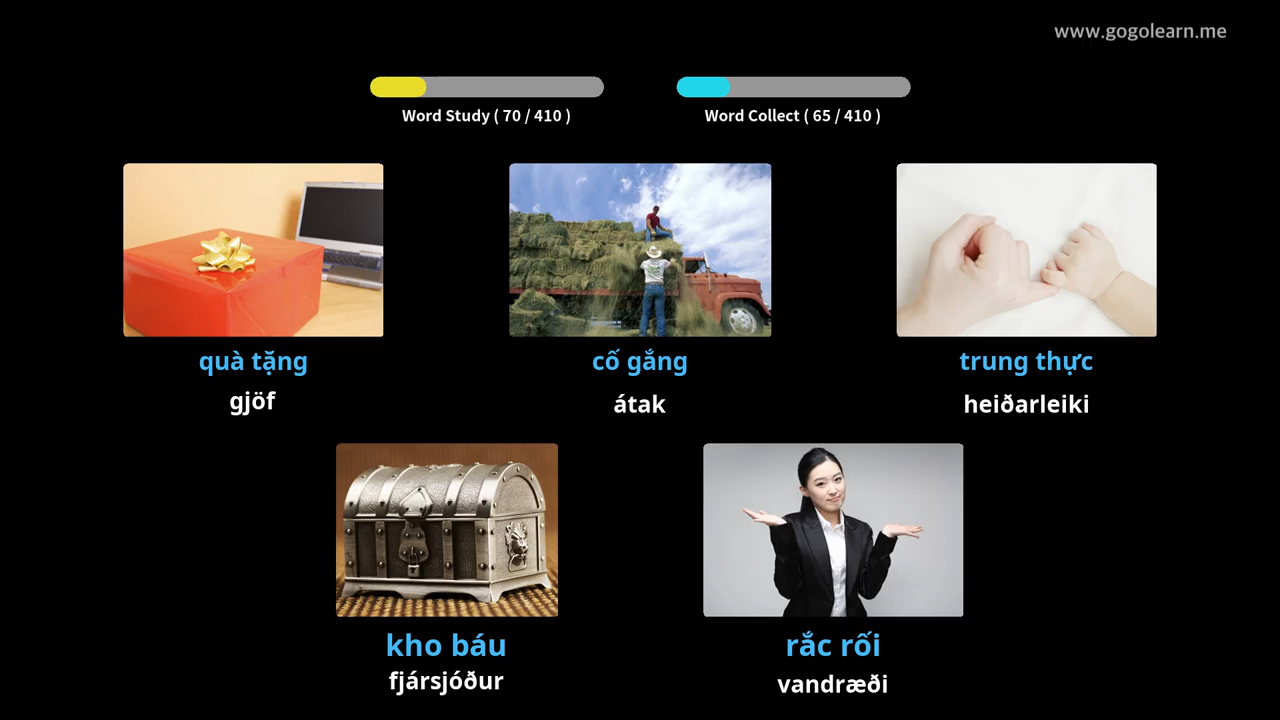 www.gogolearn.me
Word Study ( 70 / 410 )
Word Collect ( 65 / 410 )
quà tặng
gjöf
cố gắng
átak
trung thực
heiðarleiki
kho báu
fjársjóður
rắc rối
vandræði